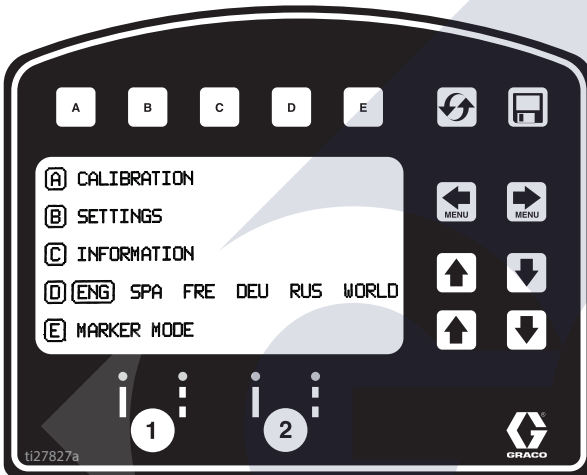 A B C D E
A CALIBRATION
MENU MENU
B SETTINGS
C INFORMATION
D ENG SPA FRE DEU RUS WORLD
E MARKER MODE
1 2
ti27827a
GRACO